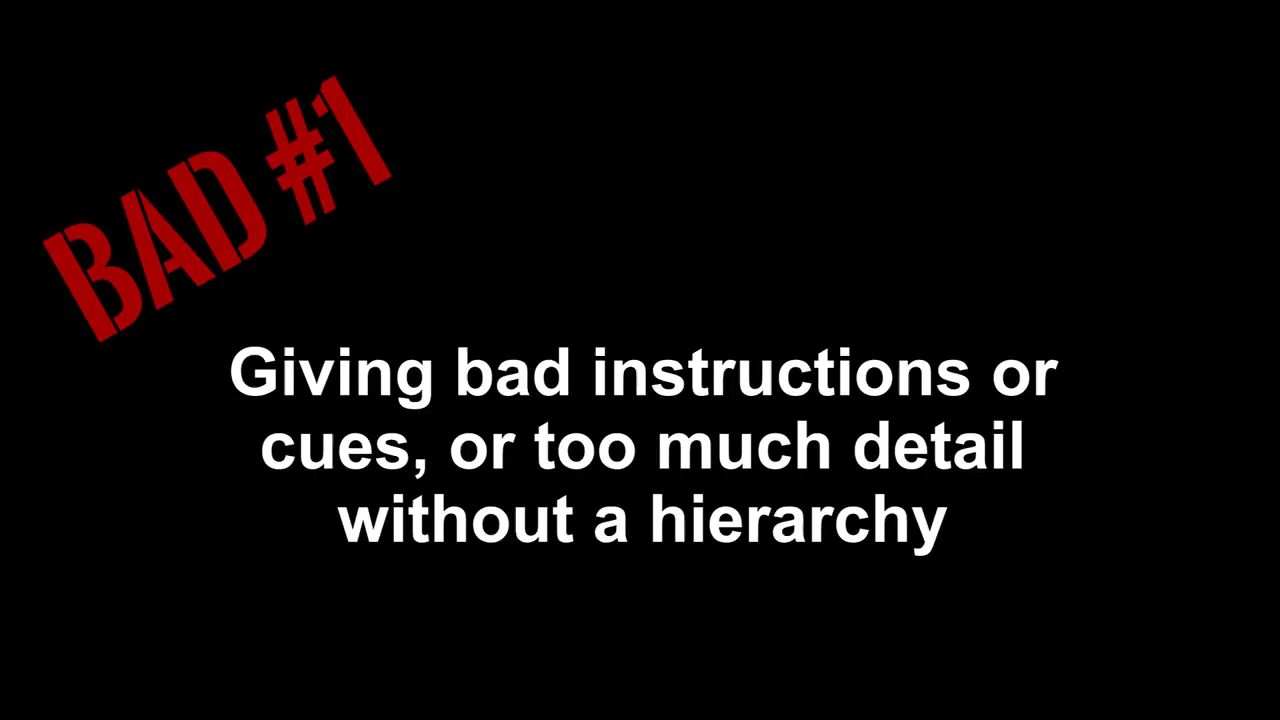 BAD #1
Giving bad instructions or
cues, or too much detail
without a hierarchy